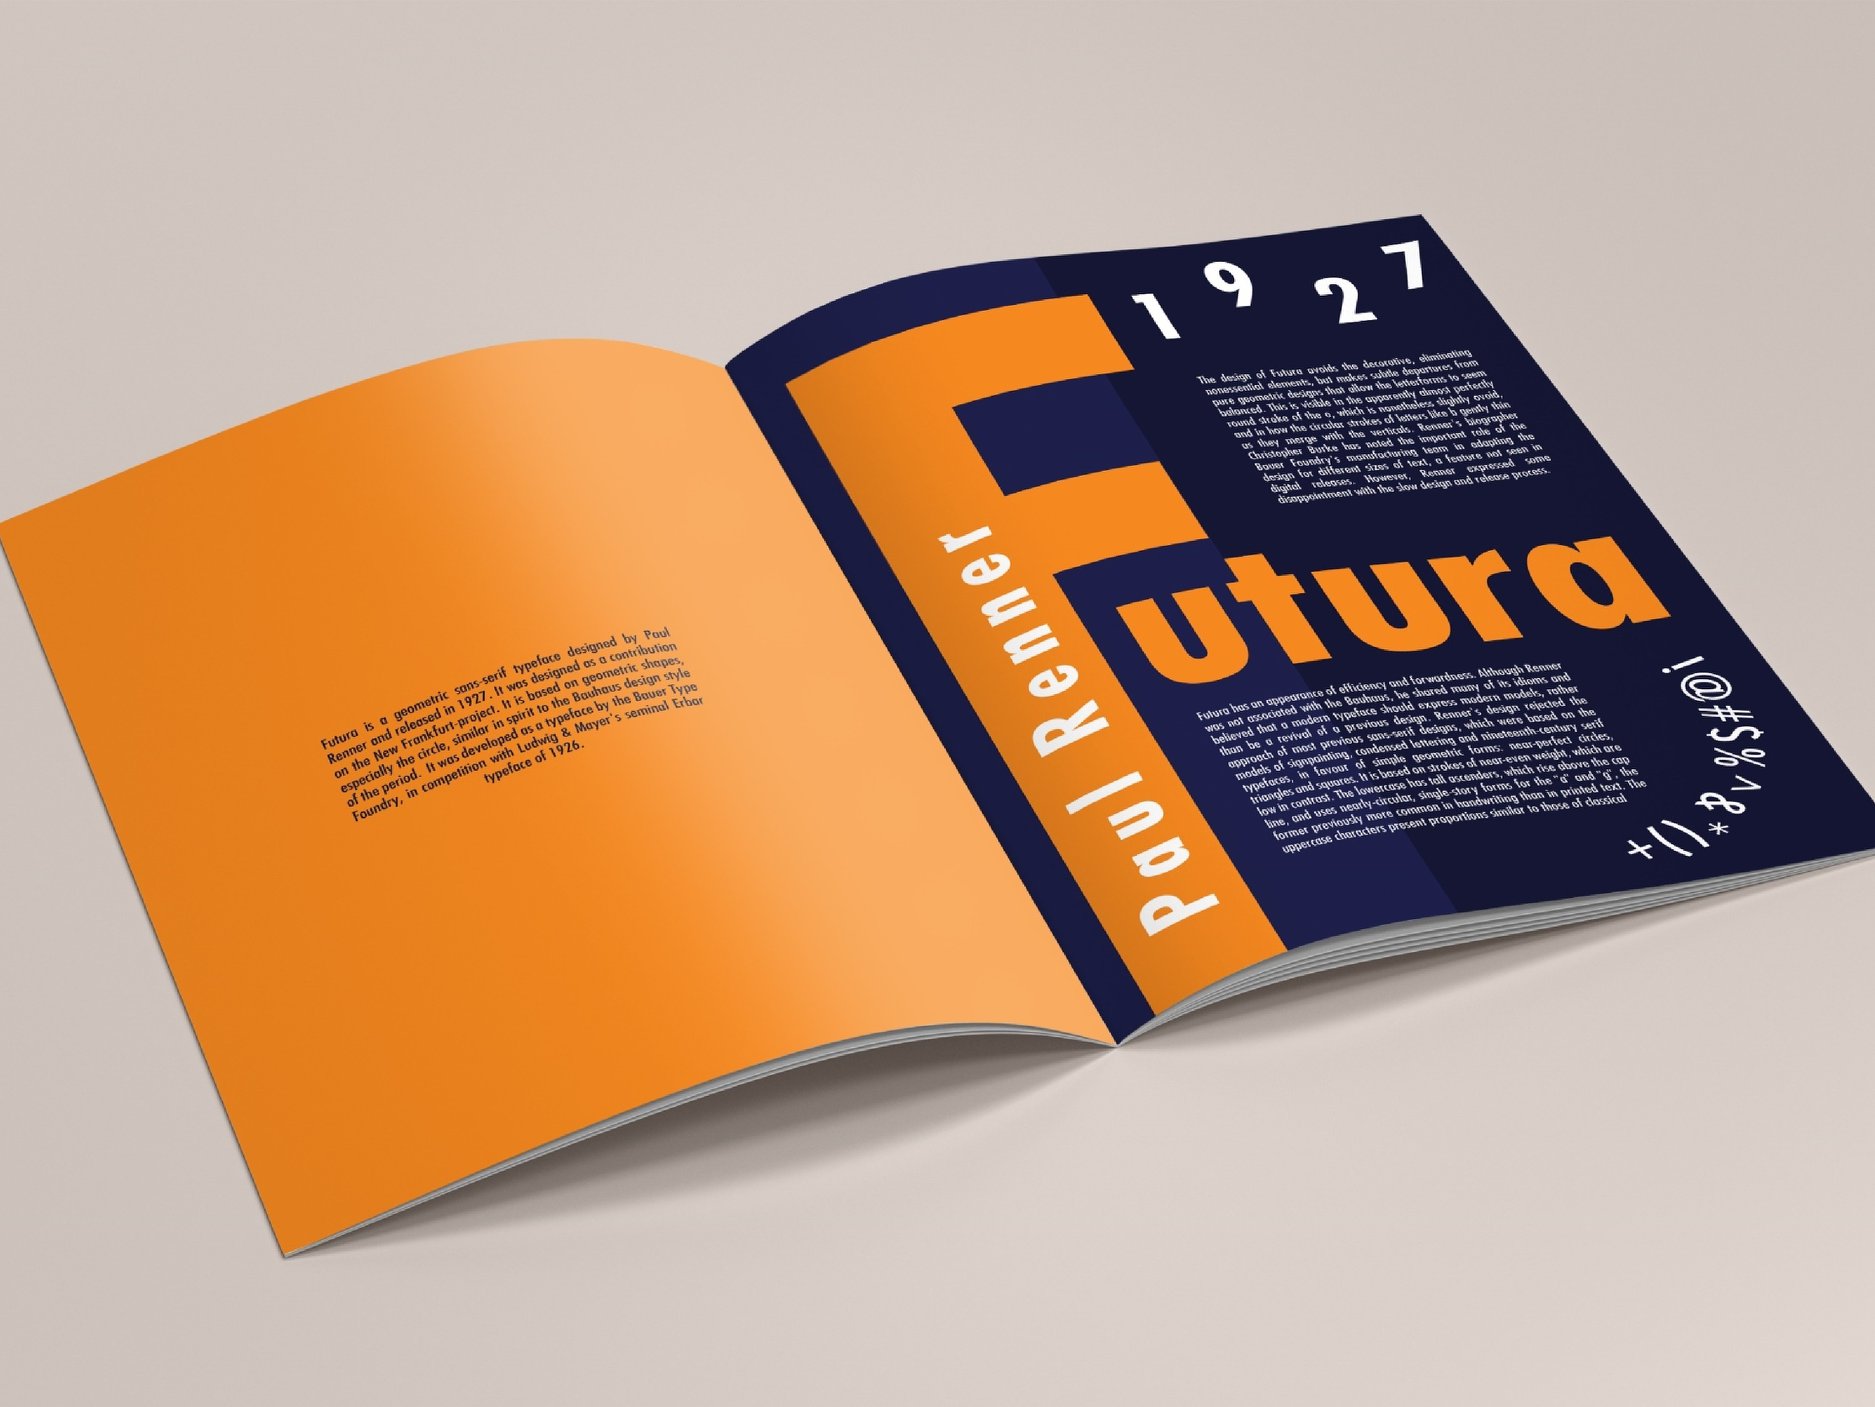 Futura is a geometric sans-serif typeface designed by Paul
Renner and released in 1927. It was designed as a contribution
on the New Frankfurt-project. It is based on geometric shapes,
especially the circle, similar in spirit to the Bauhaus design style
of the period. It was developed as a typeface by the Bauer Type
Foundry, in competition with Ludwig & Mayer's seminal Erbar
typeface of 1926.
1927
The design of Futura avoids the decorative, eliminating
nonessential elements, but makes subtle departures from
pure geometric designs that allow the letterforms to seem
balanced. This is visible in the apparently almost perfectly
round stroke of the o, which is nonetheless slightly ovoid,
and in how the circular strokes of letters like b gently thin
as they merge with the verticals. Renner's biographer
Christopher Burke has noted the important role of the
Bauer Foundry's manufacturing team in adapting the
design for different sizes of text, a feature not seen in
digital releases. However, Renner expressed some
disappointment with the slow design and release process.
Futura
Paul Renner
Futura has an appearance of efficiency and forwardness. Although Renner
was not associated with the Bauhaus, he shared many of its idioms and
believed that a modern typeface should express modern models, rather
than be a revival of a previous design. Renner's design rejected the
approach of most previous sans-serif designs, which were based on the
models of signpainting, condensed lettering and nineteenth-century serif
typefaces, in favour of simple geometric forms: near-perfect circles,
triangles and squares. It is based on strokes of near-even weight, which are
low in contrast. The lowercase has tall ascenders, which rise above the cap
line, and uses nearly-circular, single-story forms for the "a" and "g", the
former previously more common in handwriting than in printed text. The
uppercase characters present proportions similar to those of classical
!@#$%^&*()+